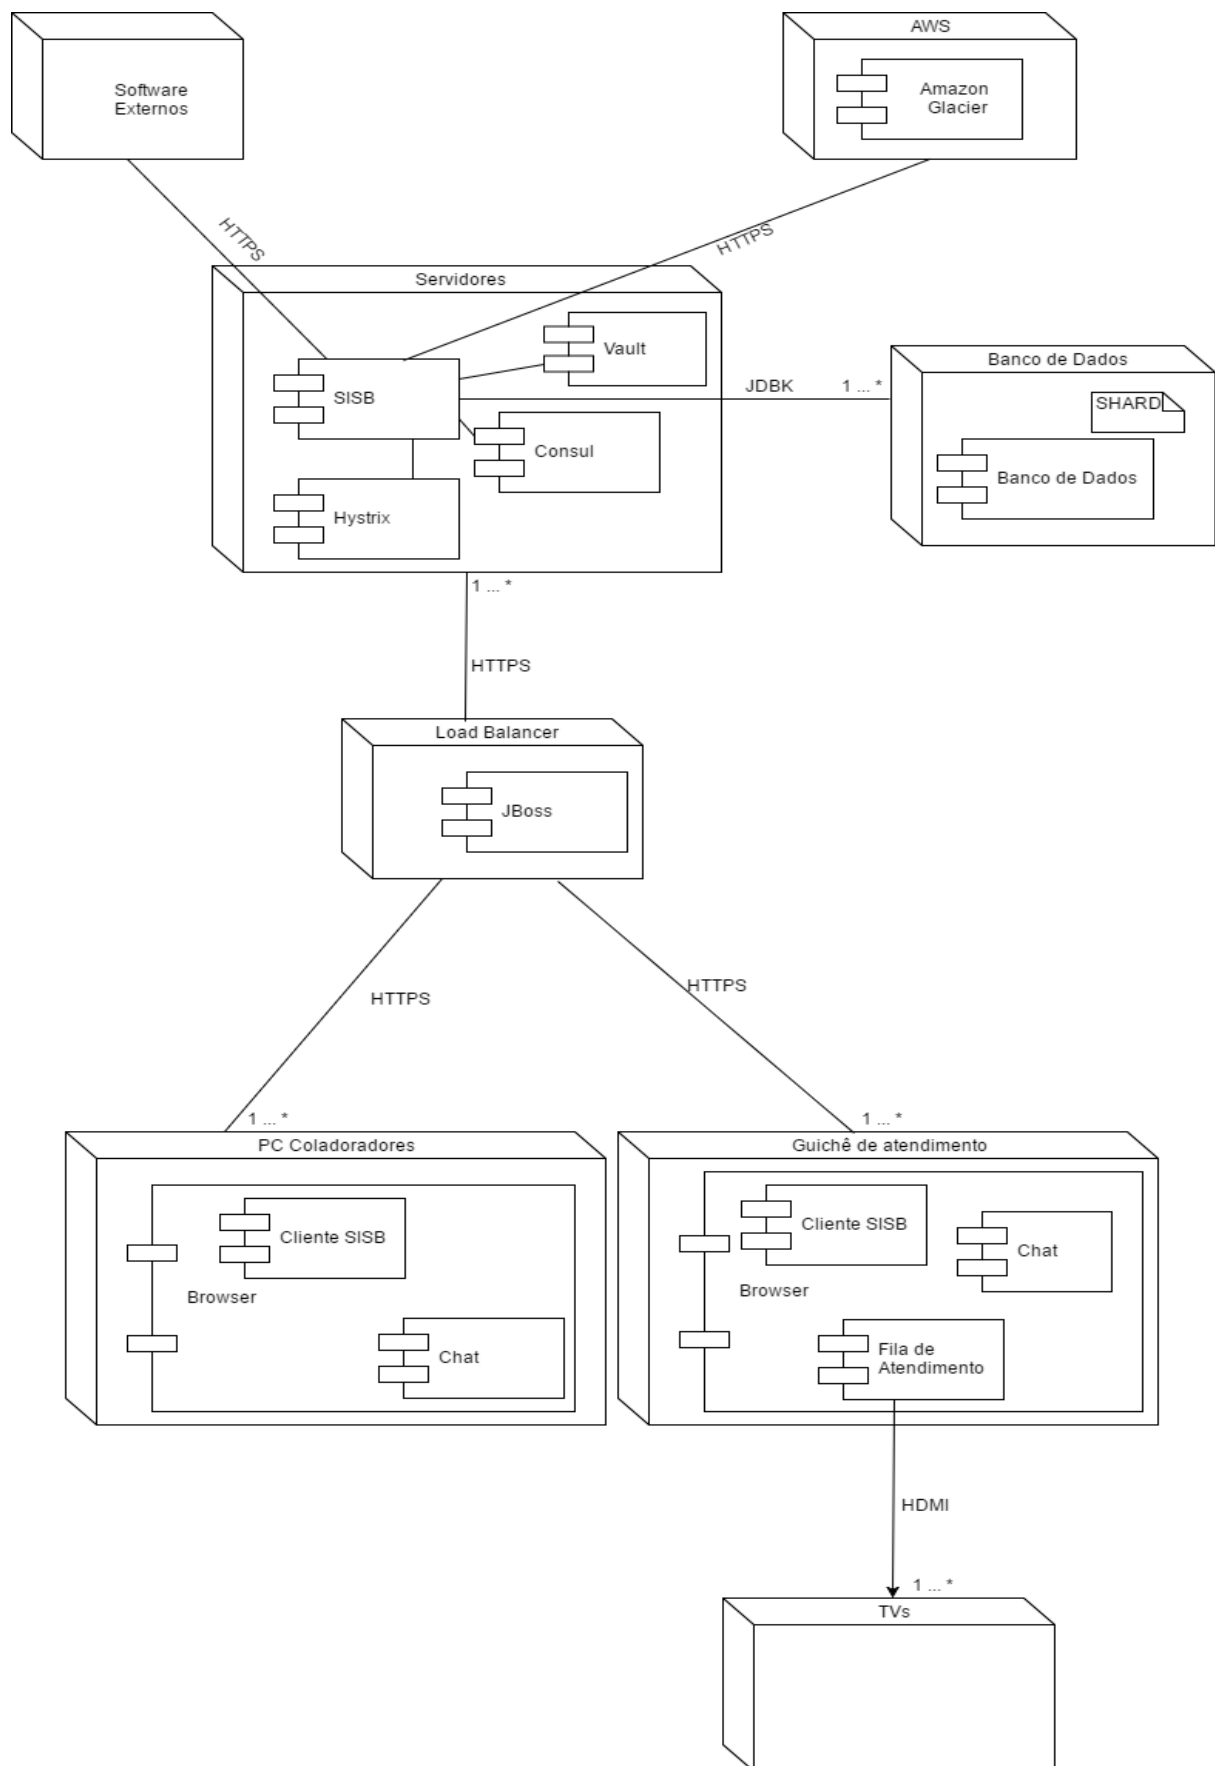 AWS
Software
Externos
Amazon
Glacier
HTTPS
HTTPS
Servidores
Vault
SISB
JDBK
1 ... *
Banco de Dados
SHARD
Consul
Banco de Dados
Hystrix
1 ... *
HTTPS
Load Balancer
JBoss
HTTPS
HTTPS
1 ... *
1 ... *
PC Coladoradores
Guichê de atendimento
Cliente SISB
Browser
Chat
Cliente SISB
Chat
Browser
Fila de
Atendimento
HDMI
1 ... *
TVs